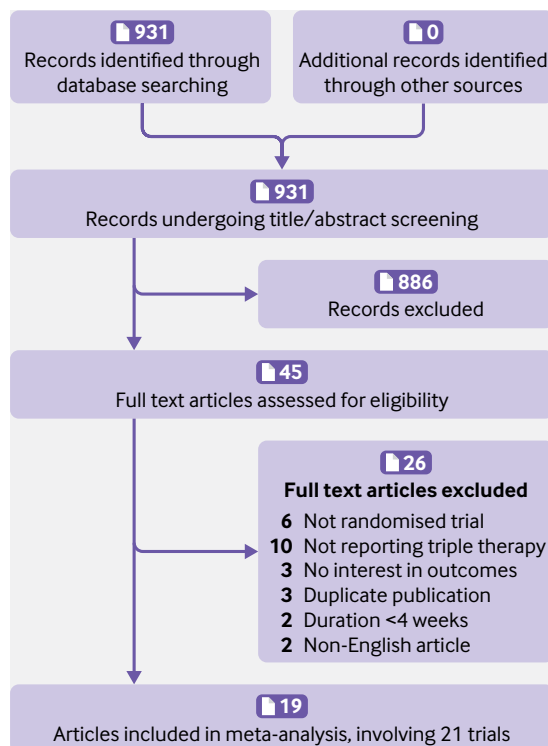 931
Records identified through
database searching
0
Additional records identified
through other sources
931
Records undergoing title/abstract screening
886
Records excluded
45
Full text articles assessed for eligibility
26
Full text articles excluded
6 Not randomised trial
10 Not reporting triple therapy
3 No interest in outcomes
3 Duplicate publication
2 Duration <4 weeks
2 Non-English article
19
Articles included in meta-analysis, involving 21 trials